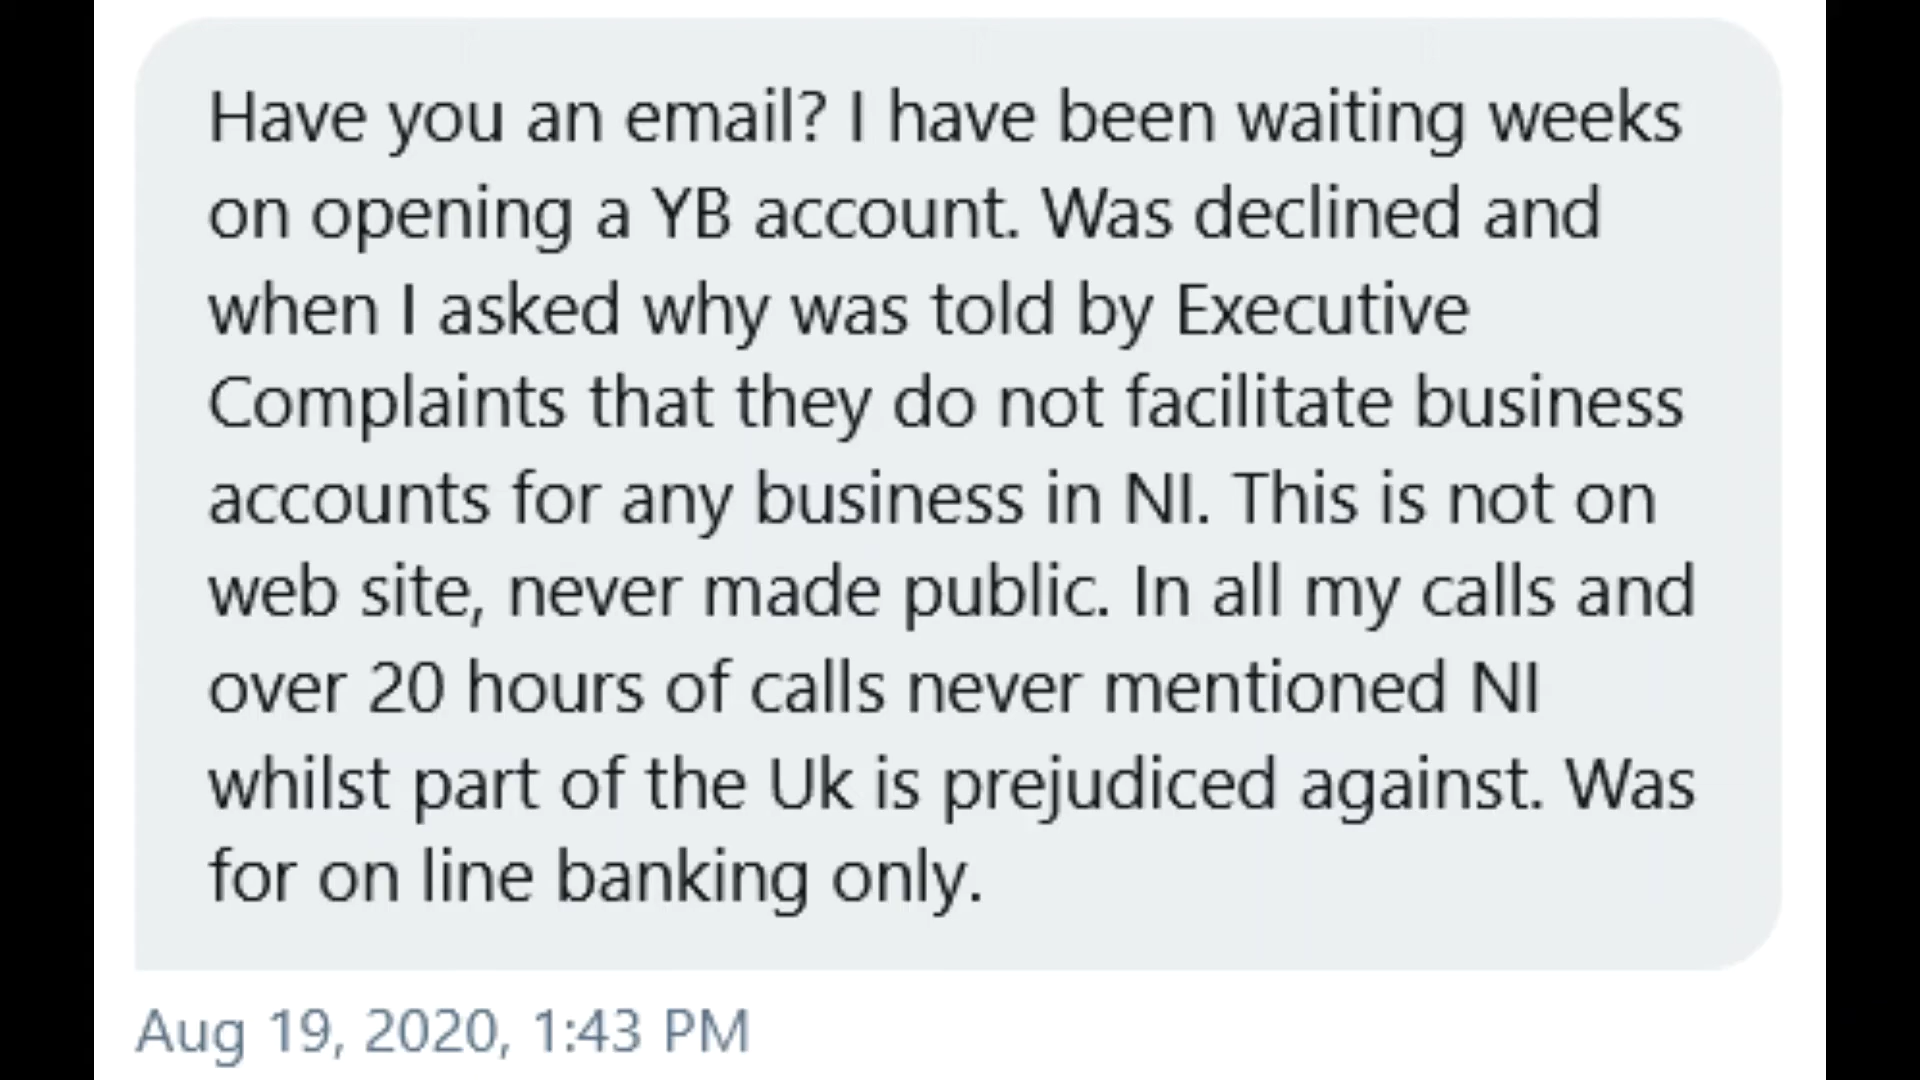 Have you an email? I have been waiting weeks
on opening a YB account. Was declined and
when I asked why was told by Executive
Complaints that they do not facilitate business
accounts for any business in NI. This is not on
web site, never made public. In all my calls and
over 20 hours of calls never mentioned NI
whilst part of the Uk is prejudiced against. Was
for on line banking only.
Aug 19, 2020, 1:43 PM